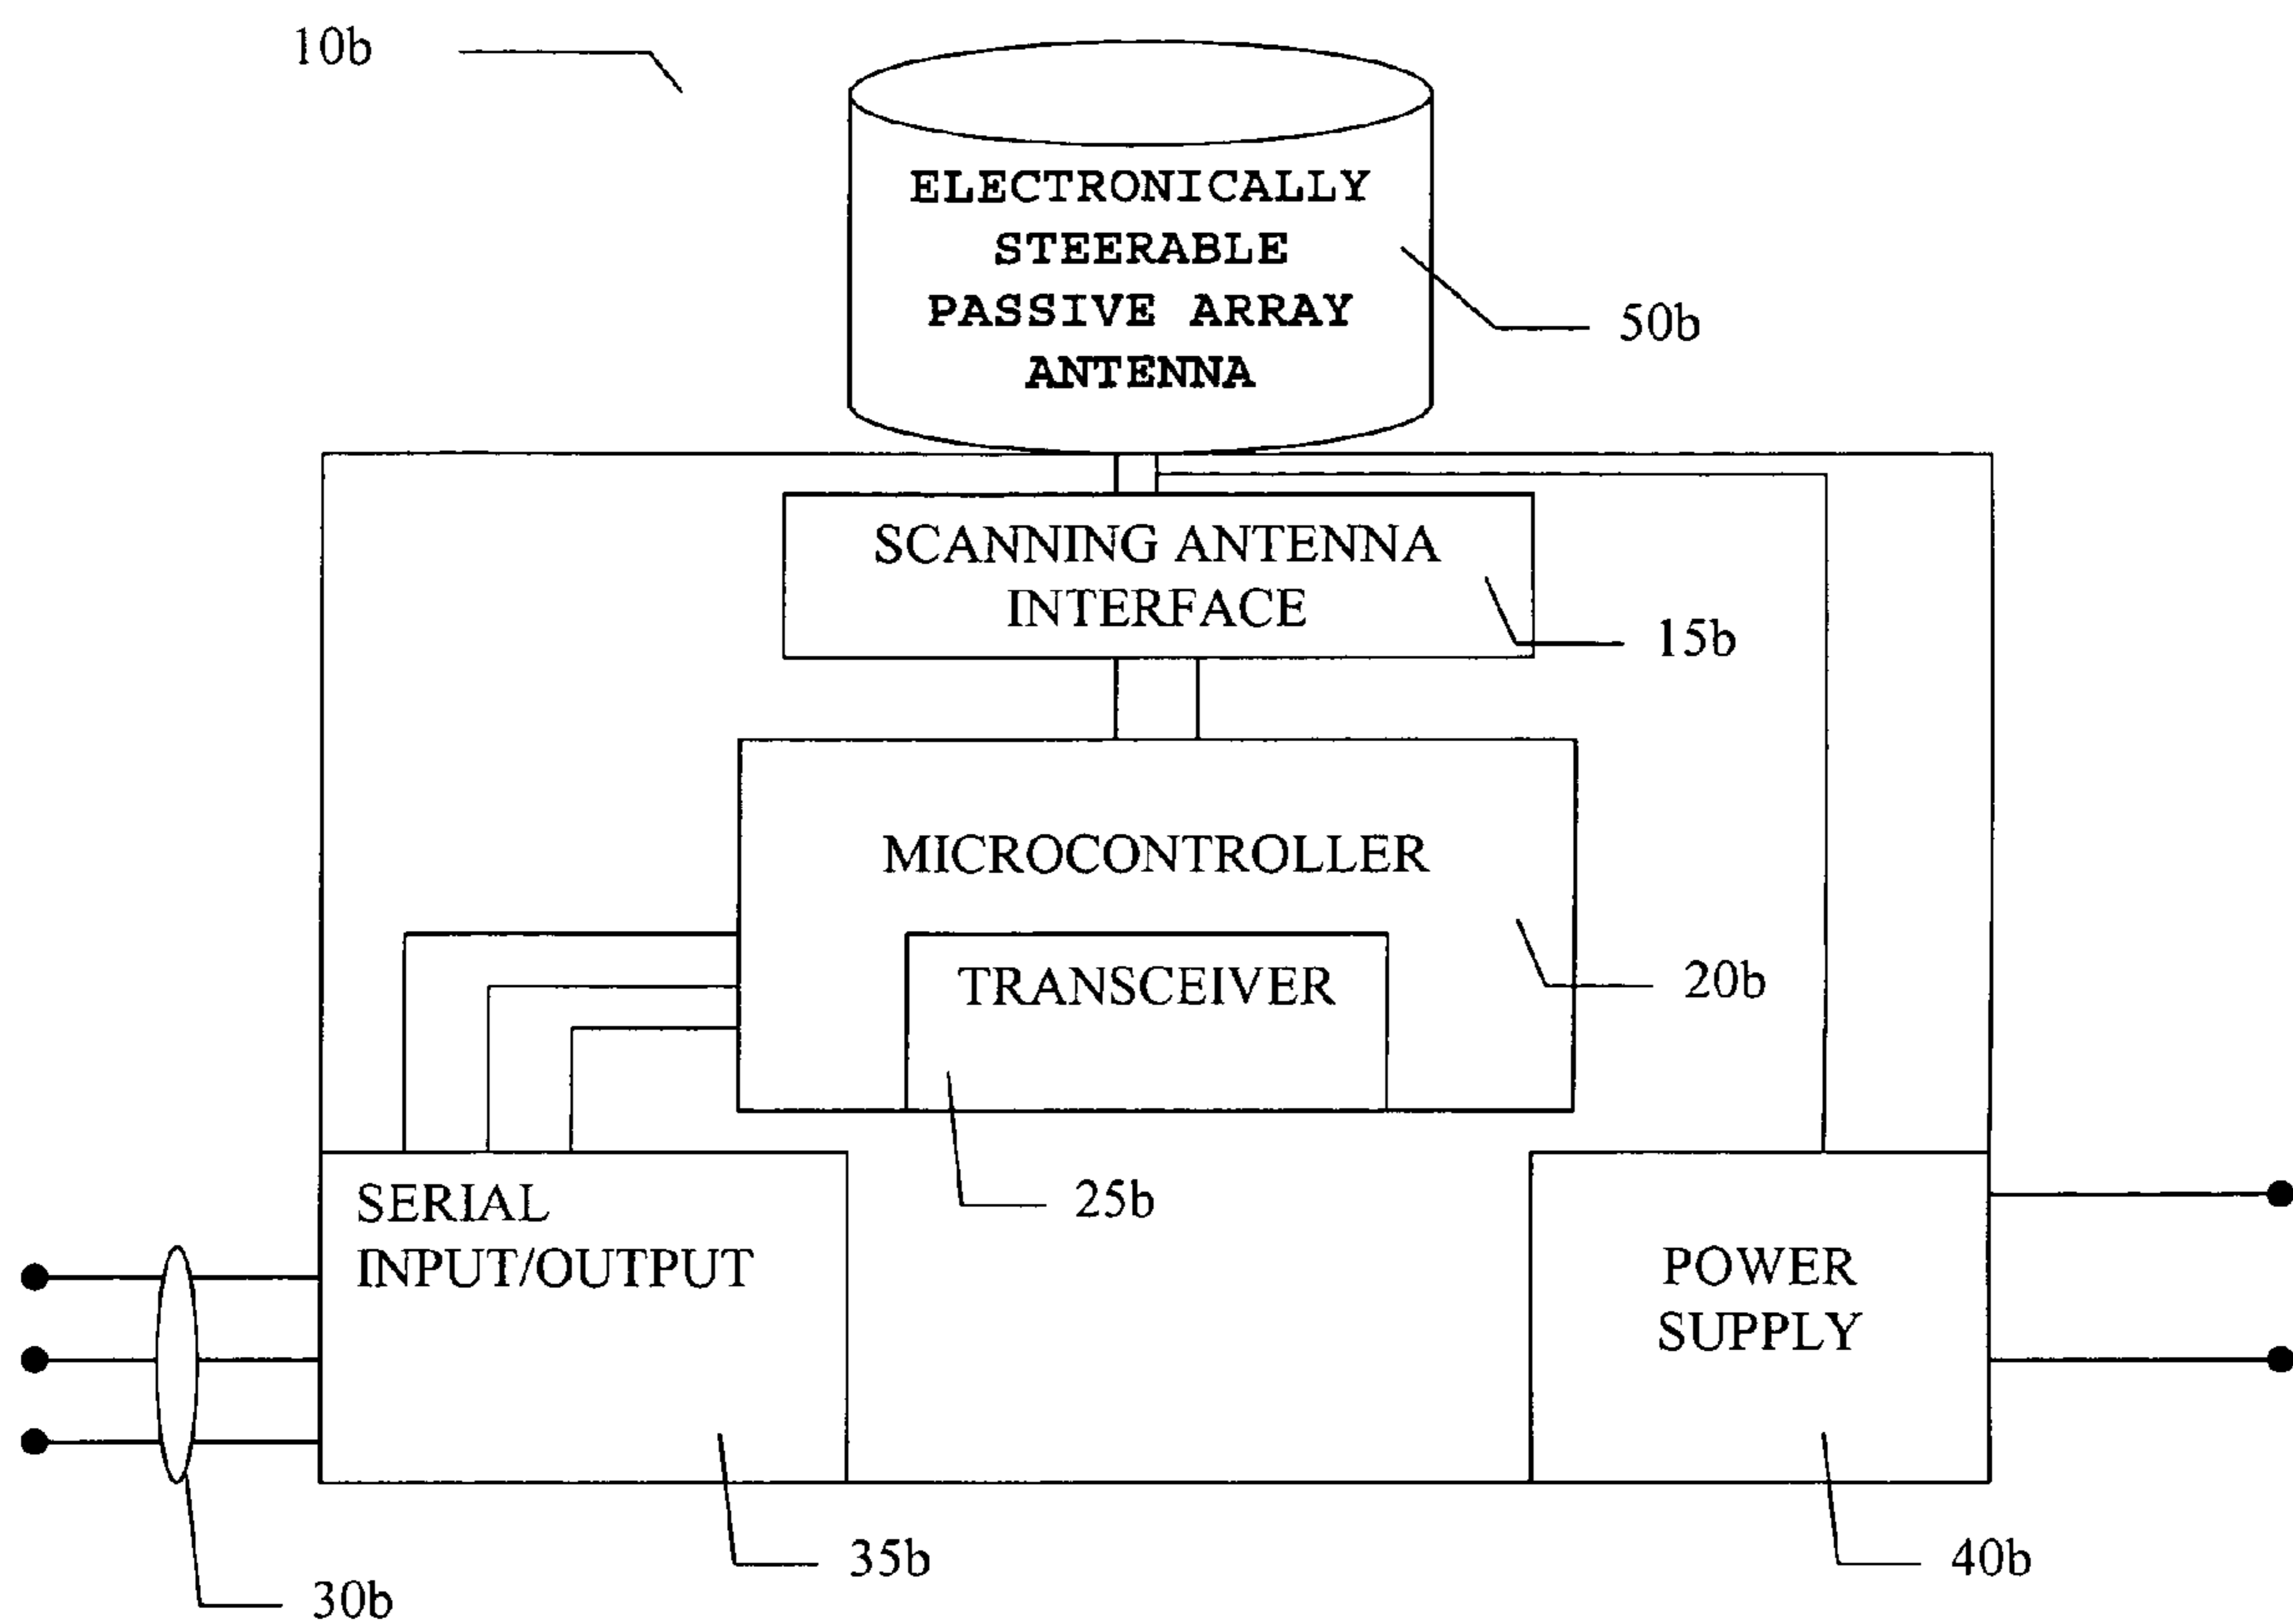 10b
ELECTRONICALLY
STEERABLE
PASSIVE ARRAY
ANTENNA
50b
SCANNING ANTENNA
INTERFACE
15b
MICROCONTROLLER
TRANSCEIVER
20b
25b
SERIAL
INPUT/OUTPUT
POWER
SUPPLY
35b
40b
30b